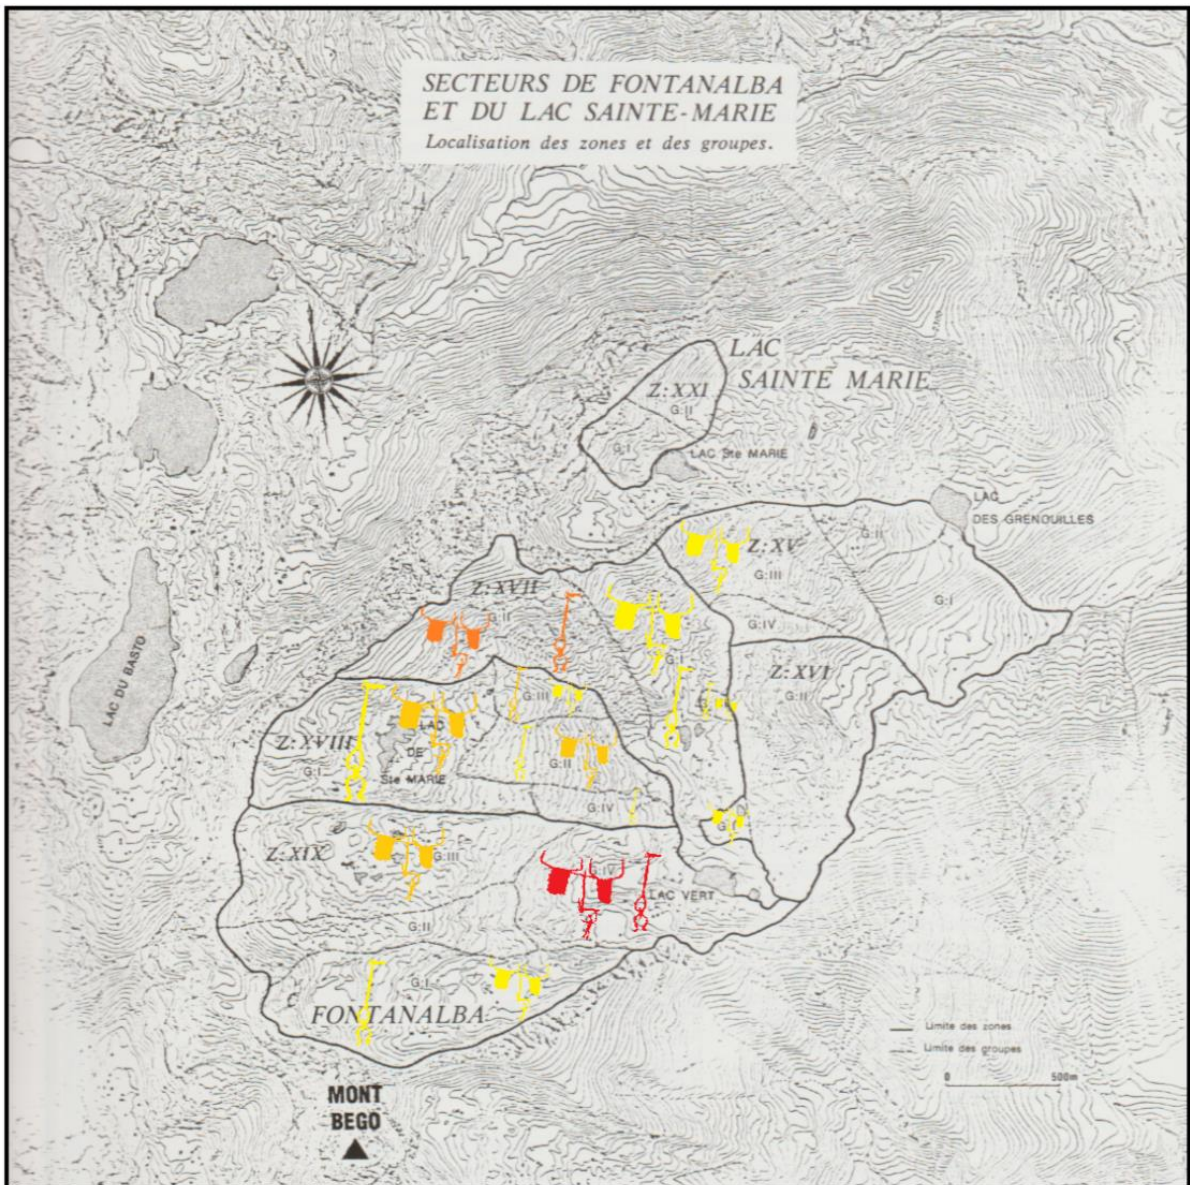 SECTEURS DE FONTANALBA
ET DU LAC SAINTE-MARIE
Localisation des zones et des groupes.
LAC
SAINTE MARIE
Z:XXI
G:II
G:I
LAC Ste MARIE
LAC
DES GRENOUILLES
Z:XV
G:II
G:III
G:I
G:IV
Z:XVII
G:II
G:I
Z:XVI
G:II
LAC DU BASTO
G:III
Z:XVIII
LAC
DE
Ste MARIE
G:I
G:II
G:IV
Z:XIX
G:III
G:IV
LAC VERT
G:II
G:I
FONTANALBA
Limite des zones
Limite des groupes
0 500m
MONT
BEGO